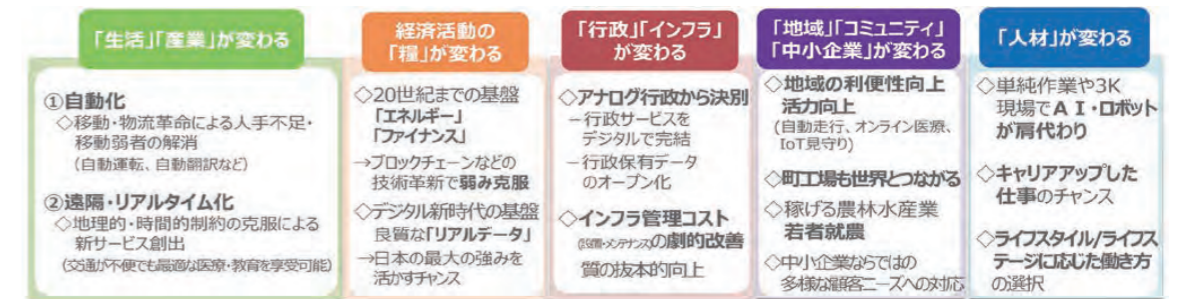 「生活」「産業」が変わる
①自動化
◇移動・物流革命による人手不足・
移動弱者の解消
(自動運転、自動翻訳など)
②遠隔・リアルタイム化
◇地理的・時間的制約の克服による
新サービス創出
(交通が不便でも最適な医療・教育を享受可能)
経済活動の
「糧」が変わる
◇20世紀までの基盤
「エネルギー」
「ファイナンス」
→ブロックチェーンなどの
技術革新で弱み克服
◇デジタル新時代の基盤
良質な「リアルデータ」
→日本の最大の強みを
活かすチャンス
「行政」「インフラ」
が変わる
◇アナログ行政から決別
－行政サービスを
デジタルで完結
－行政保有データ
のオープン化
◇インフラ管理コスト
(設置・メンテナンス)の劇的改善
質の抜本的向上
「地域」「コミュニティ」
「中小企業」が変わる
◇地域の利便性向上
活力向上
(自動走行、オンライン医療、
IoT見守り)
◇町工場も世界とつながる
◇稼げる農林水産業
若者就農
◇中小企業ならではの
多様な顧客ニーズへの対応
「人材」が変わる
◇単純作業や3K
現場でAI・ロボット
が肩代わり
◇キャリアアップした
仕事のチャンス
◇ライフスタイル/ライフス
テージに応じた働き方
の選択